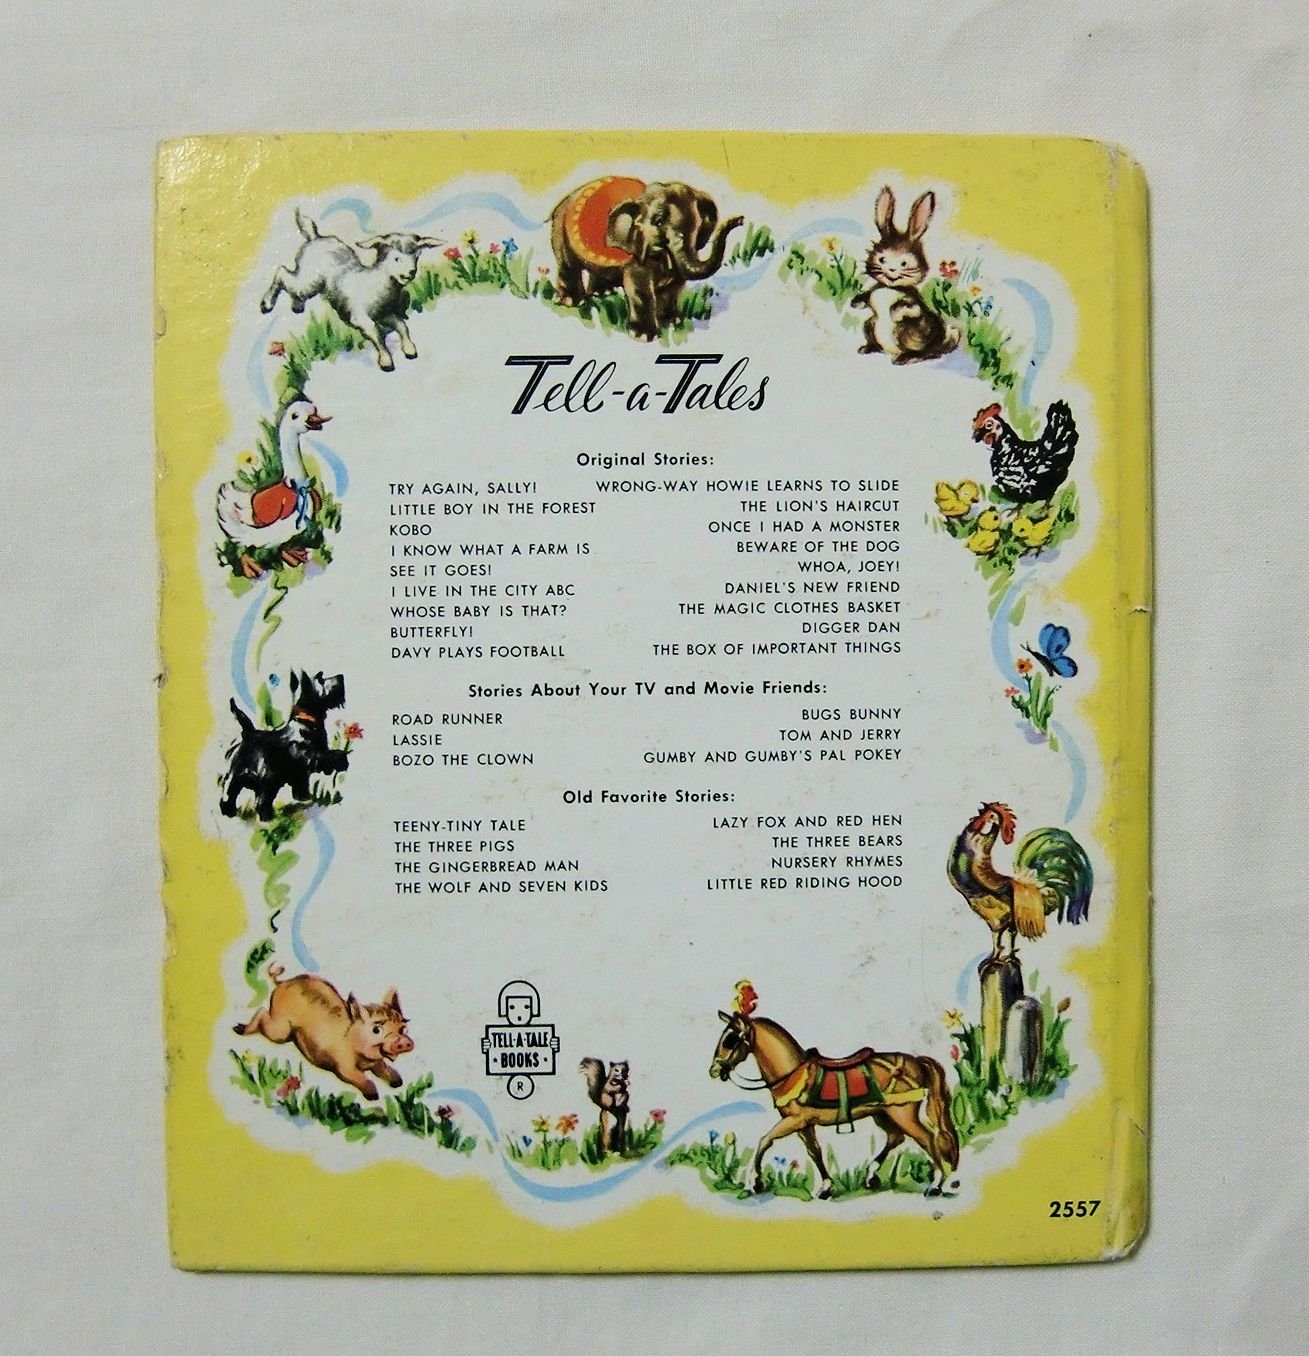 Tell-a-Tales
Original Stories:
TRY AGAIN, SALLY!
LITTLE BOY IN THE FOREST
KOBO
I KNOW WHAT A FARM IS
SEE IT GOES!
I LIVE IN THE CITY ABC
WHOSE BABY IS THAT?
BUTTERFLY!
DAVY PLAYS FOOTBALL
WRONG-WAY HOWIE LEARNS TO SLIDE
THE LION'S HAIRCUT
ONCE I HAD A MONSTER
BEWARE OF THE DOG
WHOA, JOEY!
DANIEL'S NEW FRIEND
THE MAGIC CLOTHES BASKET
DIGGER DAN
THE BOX OF IMPORTANT THINGS
Stories About Your TV and Movie Friends:
ROAD RUNNER
LASSIE
BOZO THE CLOWN
BUGS BUNNY
TOM AND JERRY
GUMBY AND GUMBY'S PAL POKEY
Old Favorite Stories:
TEENY-TINY TALE
THE THREE PIGS
THE GINGERBREAD MAN
THE WOLF AND SEVEN KIDS
LAZY FOX AND RED HEN
THE THREE BEARS
NURSERY RHYMES
LITTLE RED RIDING HOOD
TELL-A-TALE
BOOKS
R
2557